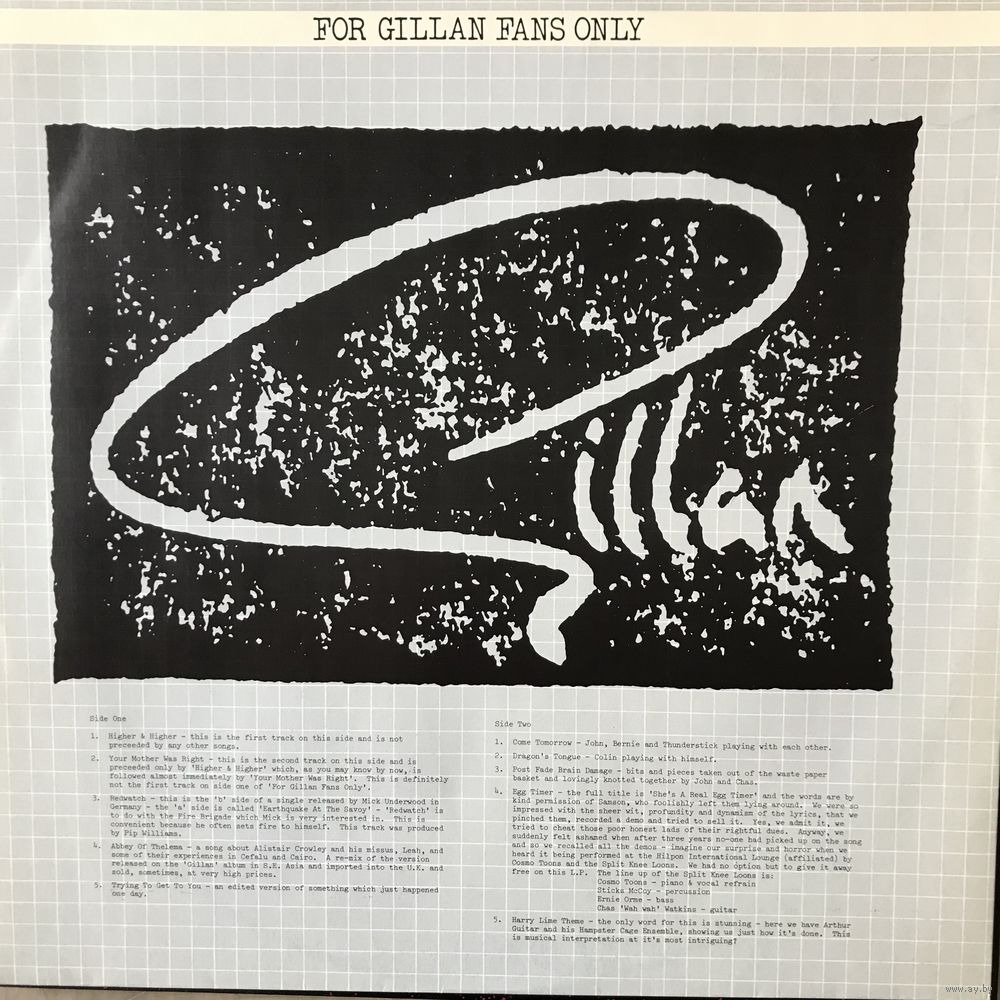 FOR GILLAN FANS ONLY
Gillan
Side One
1. Higher & Higher - this is the first track on this side and is not
preceeded by any other songs.
2. Your Mother Was Right - this is the second track on this side and is
preceeded only by 'Higher & Higher' which, as you may know by now, is
followed almost immediately by 'Your Mother Was Right'. This is definitely
not the first track on side one of 'For Gillan Fans Only'.
3. Redwatch - this is the 'b' side of a single released by Mick Underwood in
Germany - the 'a' side is called 'Earthquake At The Savoy' - 'Redwatch' is
to do with the Fire Brigade which Mick is very interested in. This is
convenient because he often sets fire to himself. This track was produced
by Pip Williams.
4. Abbey Of Thelema - a song about Alistair Crowley and his missus, Leah, and
some of their experiences in Cefalu and Cairo. A re-mix of the version
released on the 'Gillan' album in S.E. Asia and imported into the U.K. and
sold, sometimes, at very high prices.
5. Trying To Get To You - an edited version of something which just happened
one day.
Side Two
1. Come Tomorrow - John, Bernie and Thunderstick playing with each other.
2. Dragon's Tongue - Colin playing with himself.
3. Post Fade Brain Damage - bits and pieces taken out of the waste paper
basket and lovingly knotted together by John and Chas.
4. Egg Timer - the full title is 'She's A Real Egg Timer' and the words are by
kind permission of Samson, who foolishly left them lying around. We were so
impressed with the sheer wit, profundity and dynamism of the lyrics, that we
pinched them, recorded a demo and tried to sell it. Yes, we admit it, we
tried to cheat those poor honest lads of their rightful dues. Anyway, we
suddenly felt ashamed when after three years no-one had picked up on the song
and so we recalled all the demos - imagine our surprise and horror when we
heard it being performed at the Hilpon International Lounge (affiliated) by
Cosmo Toons and the Split Knee Loons. We had no option but to give it away
free on this L.P. The line up of the Split Knee Loons is:
Cosmo Toons - piano & vocal refrain
Sticks McCoy - percussion
Ernie Orme - bass
Chas 'Wah wah' Watkins - guitar
5. Harry Lime Theme - the only word for this is stunning - here we have Arthur
Guitar and his Hampster Cage Ensemble, showing us just how it's done. This
is musical interpretation at it's most intriguing?
www.ay.by